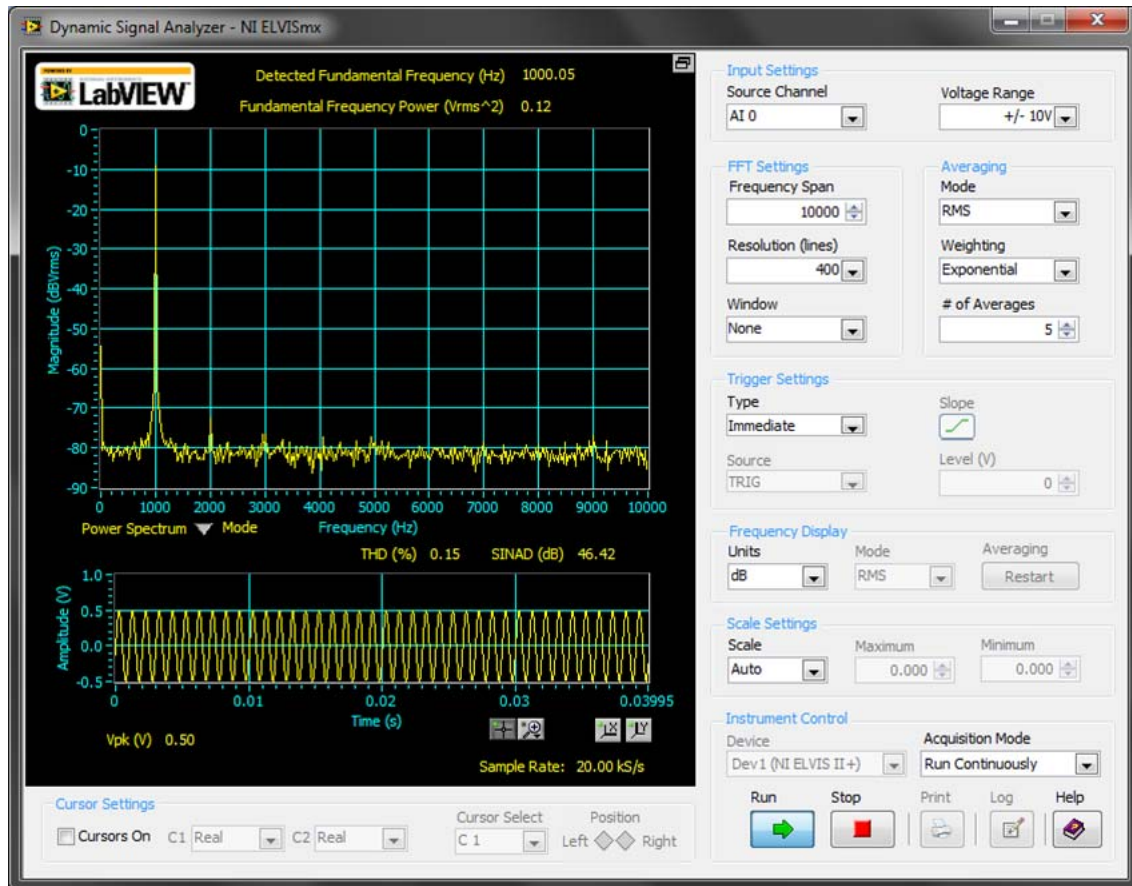 Dynamic Signal Analyzer - NI ELVISmx
LabVIEW
Detected Fundamental Frequency (Hz) 1000.05
Fundamental Frequency Power (Vrms^2) 0.12
Magnitude (dBVrms)
0
-10
-20
-30
-40
-50
-60
-70
-80
-90
0 1000 2000 3000 4000 5000 6000 7000 8000 9000 10000
Power Spectrum Mode Frequency (Hz)
THD (%) 0.15 SINAD (dB) 46.42
Amplitude (V)
1.0
0.5
0.0
-0.5
0 0.01 0.02 0.03 0.03995
Time (s)
Vpk (V) 0.50
Sample Rate: 20.00 kS/s
Cursor Settings
Cursors On C1 Real C2 Real
Cursor Select
C 1
Position
Left Right
Input Settings
Source Channel Voltage Range
AI 0 +/- 10V
FFT Settings
Frequency Span
10000
Resolution (lines)
400
Window
None
Averaging
Mode
RMS
Weighting
Exponential
# of Averages
5
Trigger Settings
Type Slope
Immediate
Source Level (V)
TRIG 0
Frequency Display
Units Mode Averaging
dB RMS Restart
Scale Settings
Scale Maximum Minimum
Auto 0.000 0.000
Instrument Control
Device Acquisition Mode
Dev1 (NI ELVIS II+) Run Continuously
Run Stop Print Log Help